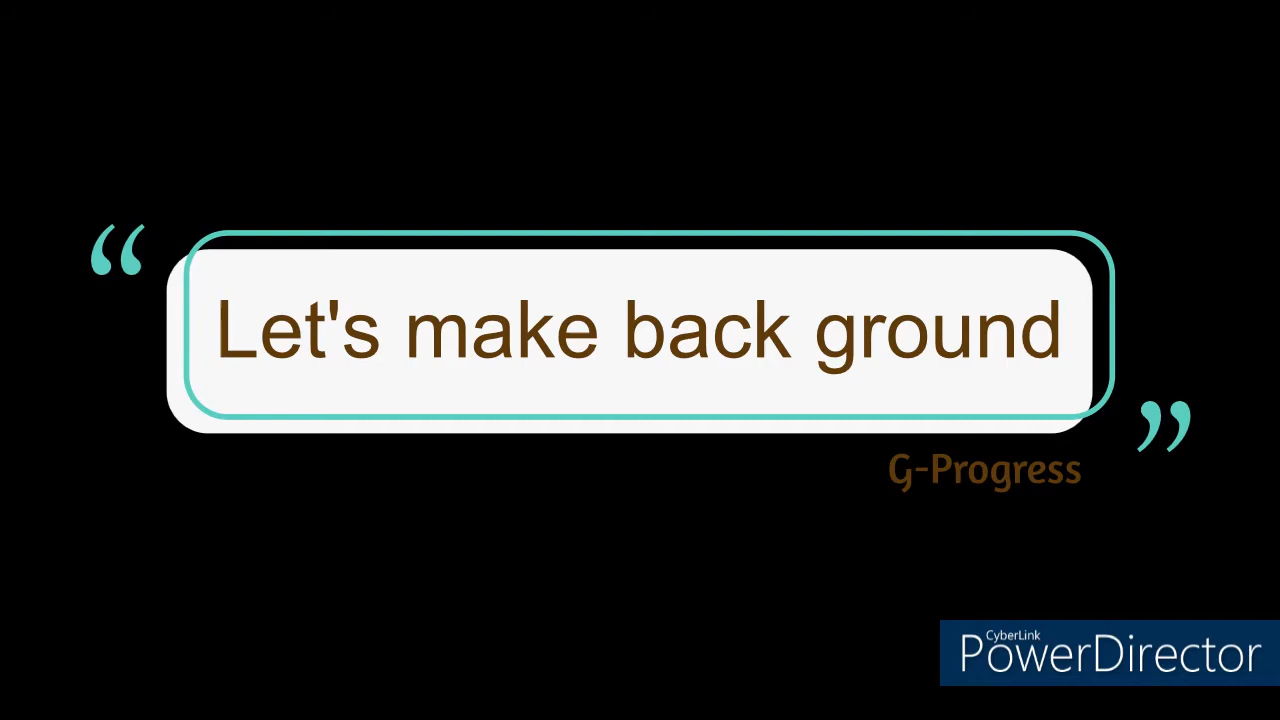 “
Let's make back ground
”
G-Progress
CyberLink
PowerDirector